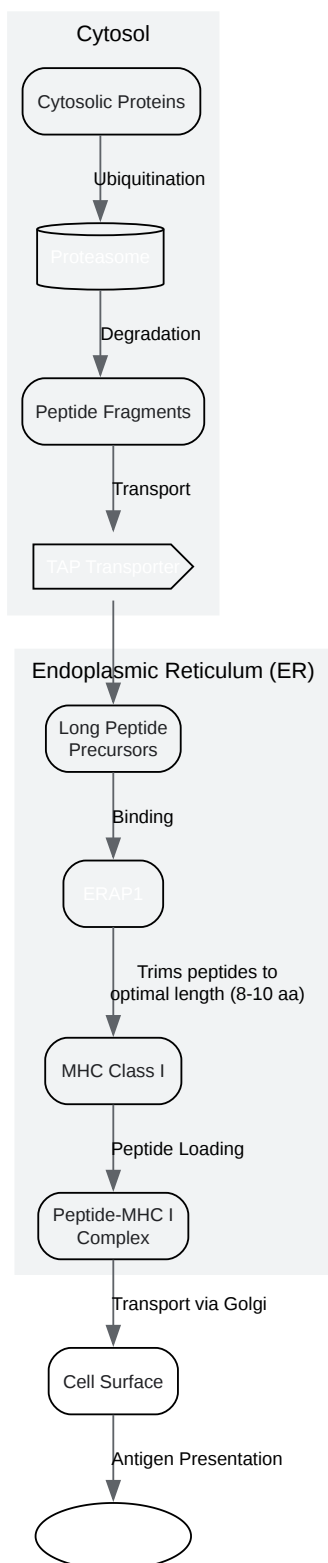 Cytosol
Cytosolic Proteins
Ubiquitination
Proteasome
Degradation
Peptide Fragments
Transport
TAP Transporter
Endoplasmic Reticulum (ER)
Long Peptide
Precursors
Binding
ERAP1
Trims peptides to
optimal length (8-10 aa)
MHC Class I
Peptide Loading
Peptide-MHC I
Complex
Transport via Golgi
Cell Surface
Antigen Presentation